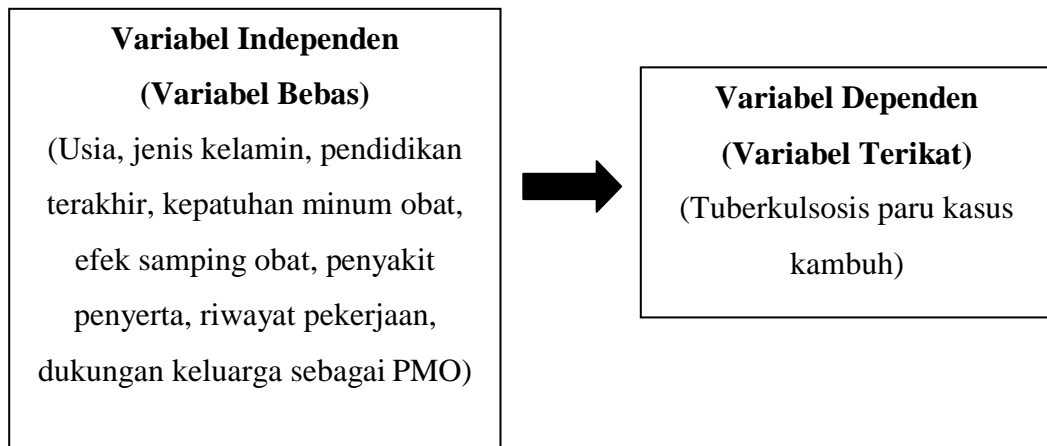 Variabel Independen
(Variabel Bebas)
(Usia, jenis kelamin, pendidikan
terakhir, kepatuhan minum obat,
efek samping obat, penyakit
penyerta, riwayat pekerjaan,
dukungan keluarga sebagai PMO)
Variabel Dependen
(Variabel Terikat)
(Tuberkulsosis paru kasus
kambuh)